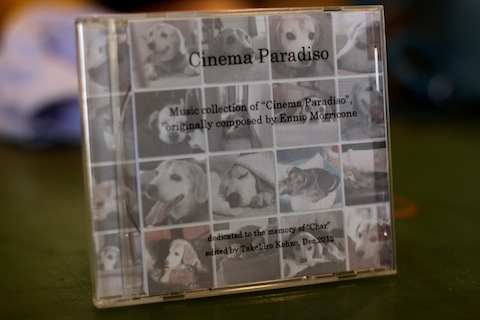 Cinema Paradiso
Music collection of "Cinema Paradiso",
originally composed by Ennio Morricone
dedicated to the memory of "Char"
edited by Takehiro Kohno, Dec.2012